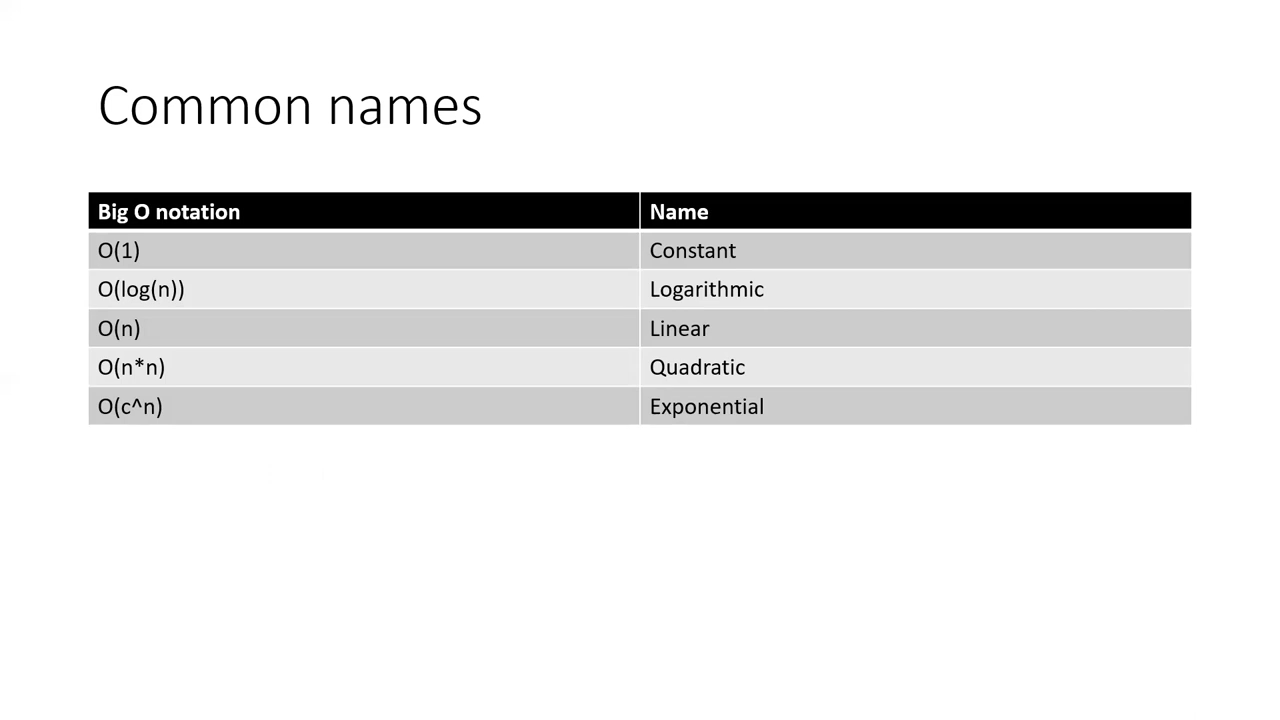 Common names
Big O notation Name
O(1) Constant
O(log(n)) Logarithmic
O(n) Linear
O(n*n) Quadratic
O(c^n) Exponential